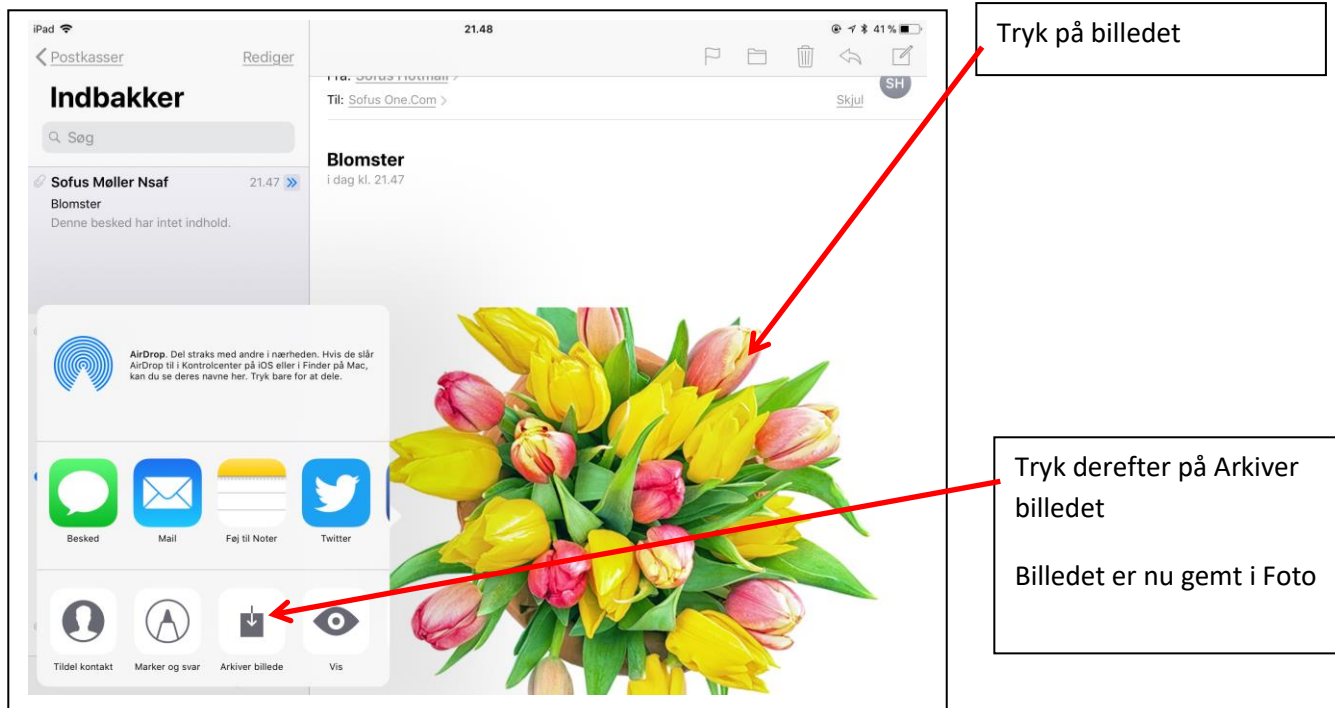 iPad
21.48
41 %
Postkasser
Rediger
Indbakker
Søg
Sofus Møller Nsaf 21.47
Blomster
Denne besked har intet indhold.
Fra: Sofus Hotmail
Til: Sofus One.Com
Skjul
SH
Blomster
i dag kl. 21.47
AirDrop. Del straks med andre i nærheden. Hvis de slår
AirDrop til i Kontrolcenter på iOS eller i Finder på Mac,
kan du se deres navne her. Tryk bare for at dele.
Besked
Mail
Føj til Noter
Twitter
Tildel kontakt
Marker og svar
Arkiver billede
Vis
Tryk på billedet
Tryk derefter på Arkiver
billedet
Billedet er nu gemt i Foto